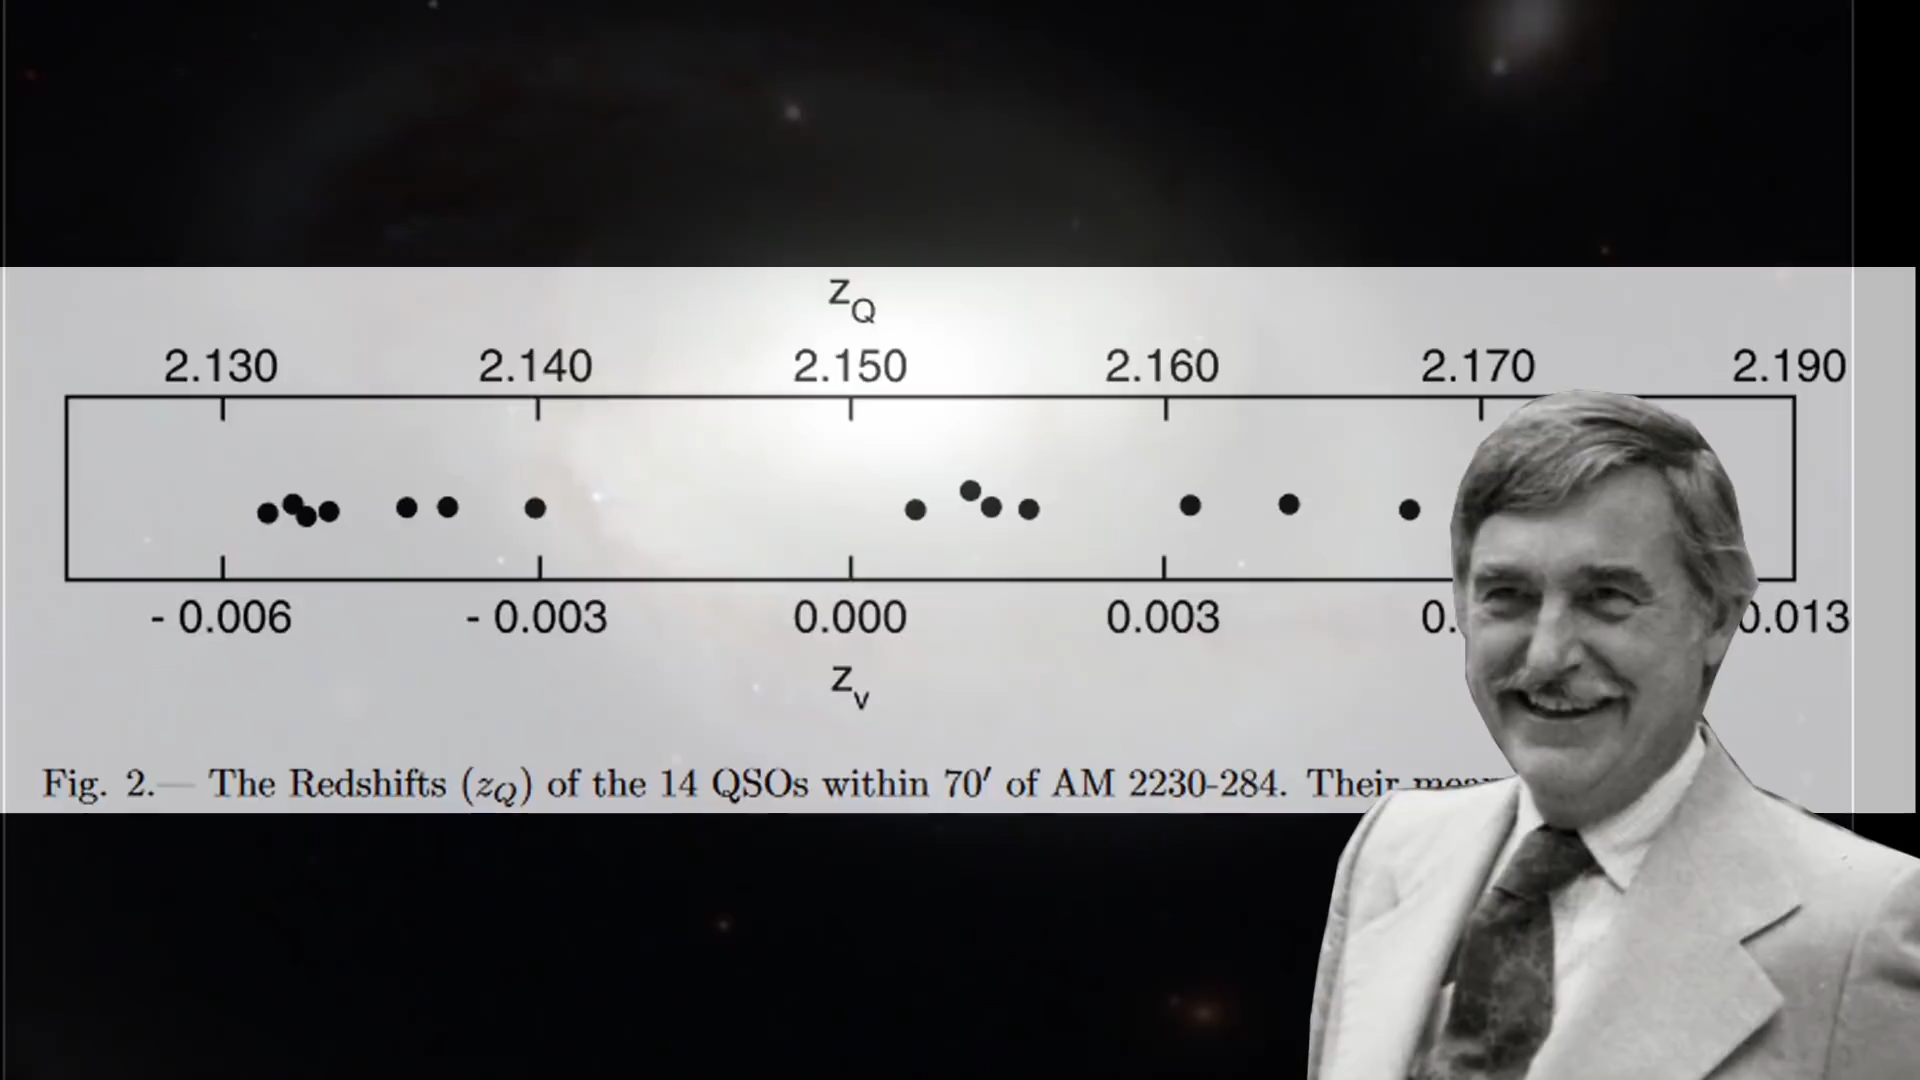 z_Q
2.130 2.140 2.150 2.160 2.170 2.190
- 0.006 - 0.003 0.000 0.003 0. 0.013
z_v
Fig. 2.— The Redshifts (z_Q) of the 14 QSOs within 70′ of AM 2230-284. Their